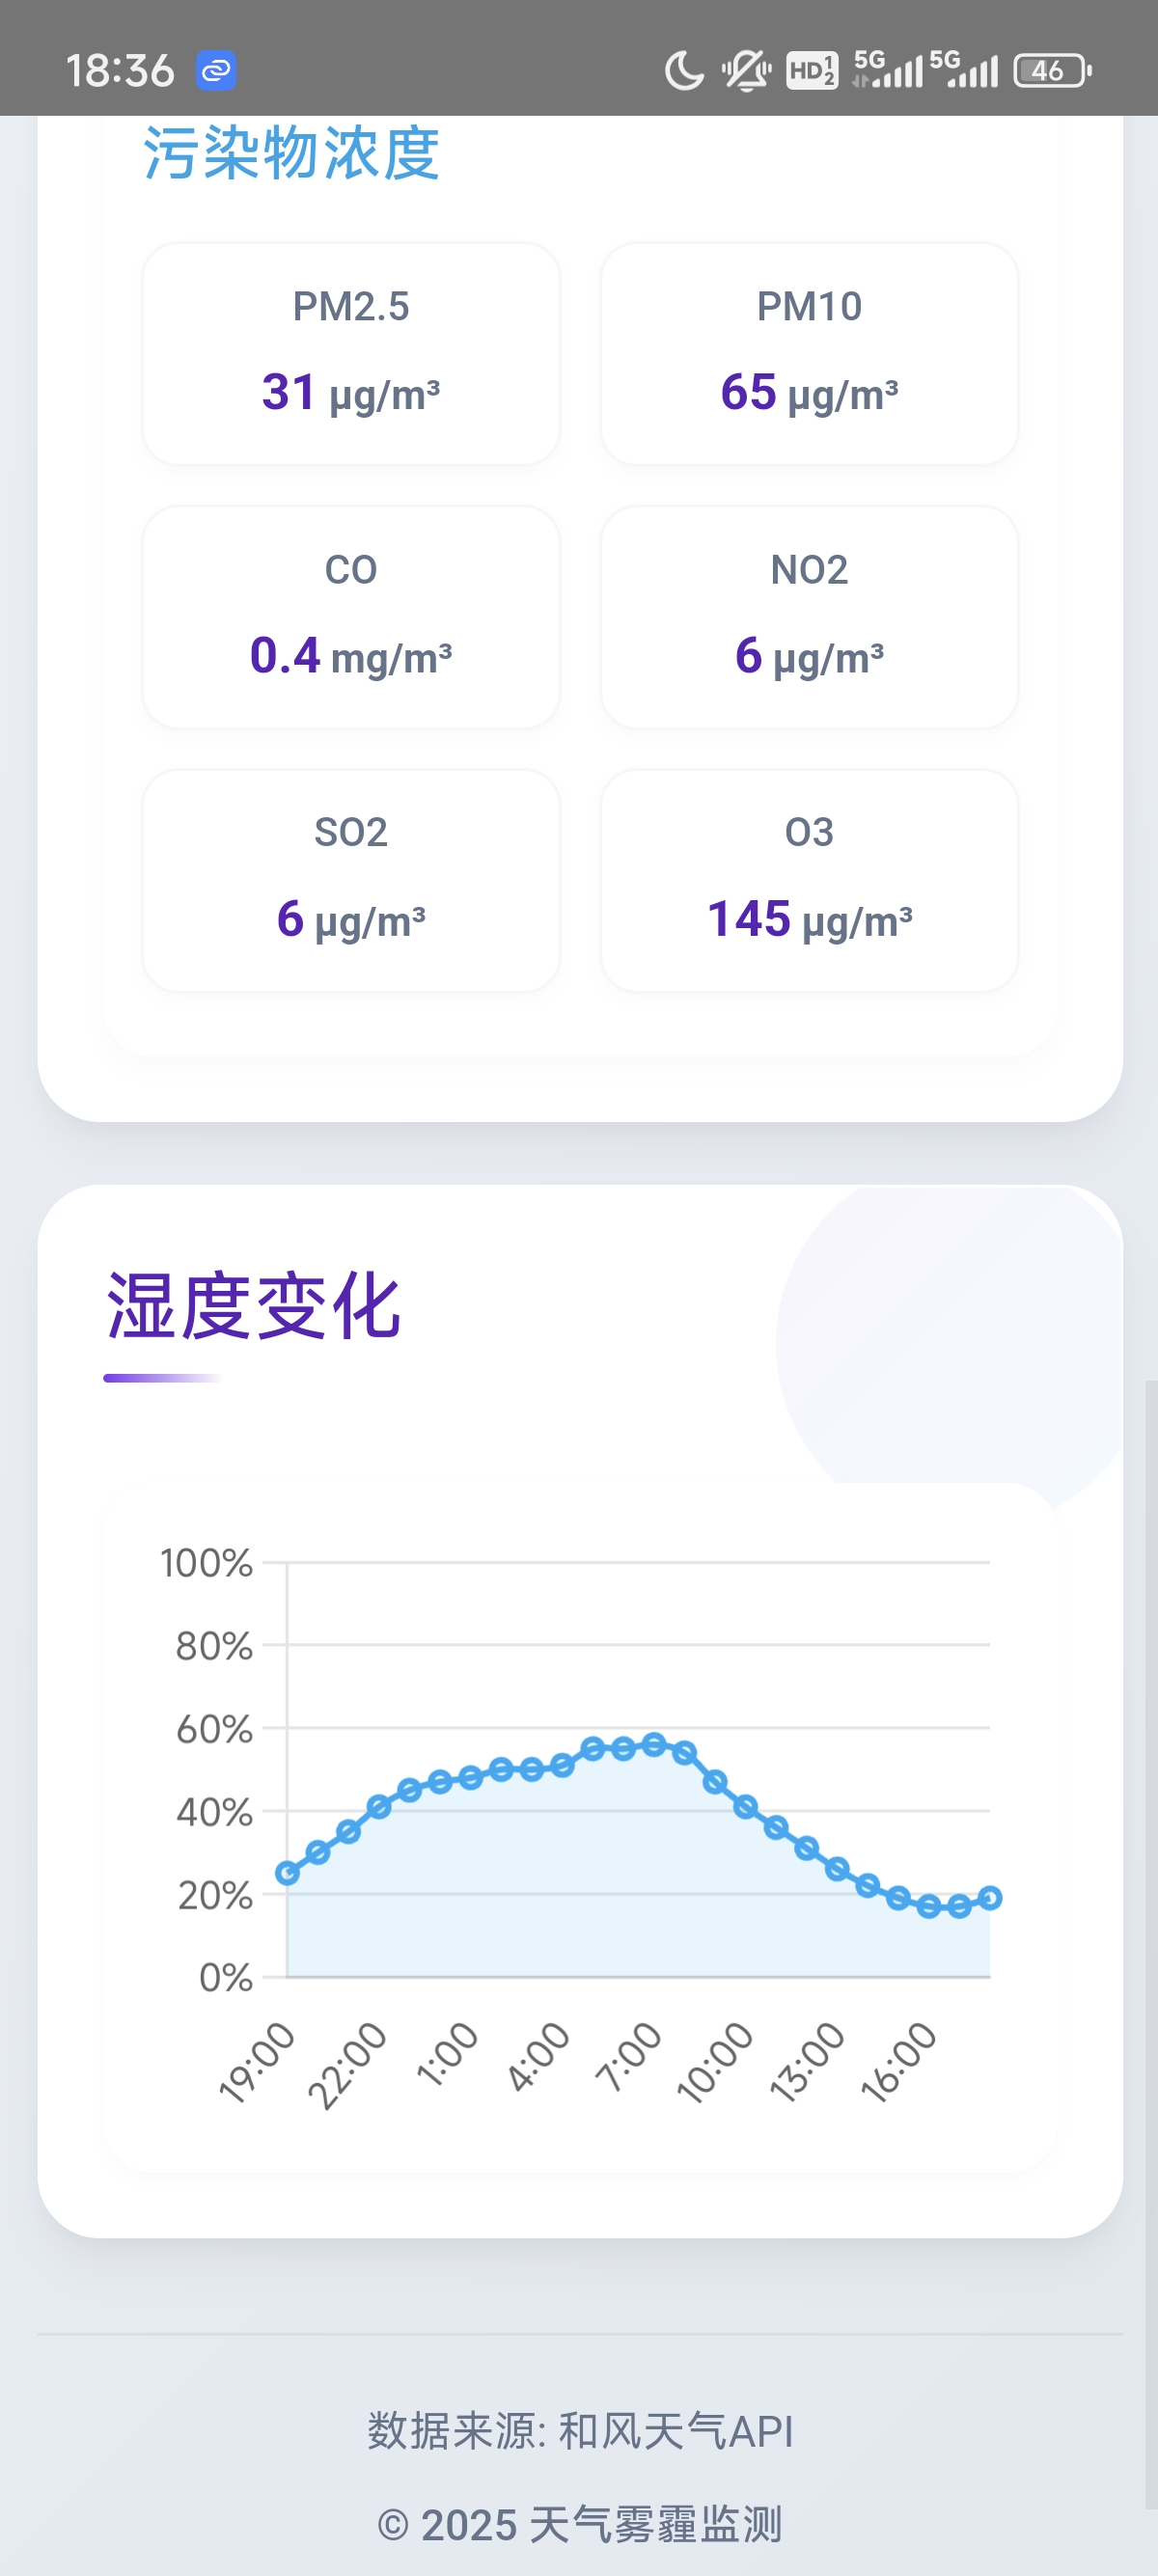 18:36 HD 1 2 5G 5G 46
污染物浓度
PM2.5 PM10
31 µg/m³ 65 µg/m³
CO NO2
0.4 mg/m³ 6 µg/m³
SO2 O3
6 µg/m³ 145 µg/m³
湿度变化
100%
80%
60%
40%
20%
0%
19:00 22:00 1:00 4:00 7:00 10:00 13:00 16:00
数据来源: 和风天气API
© 2025 天气雾霾监测